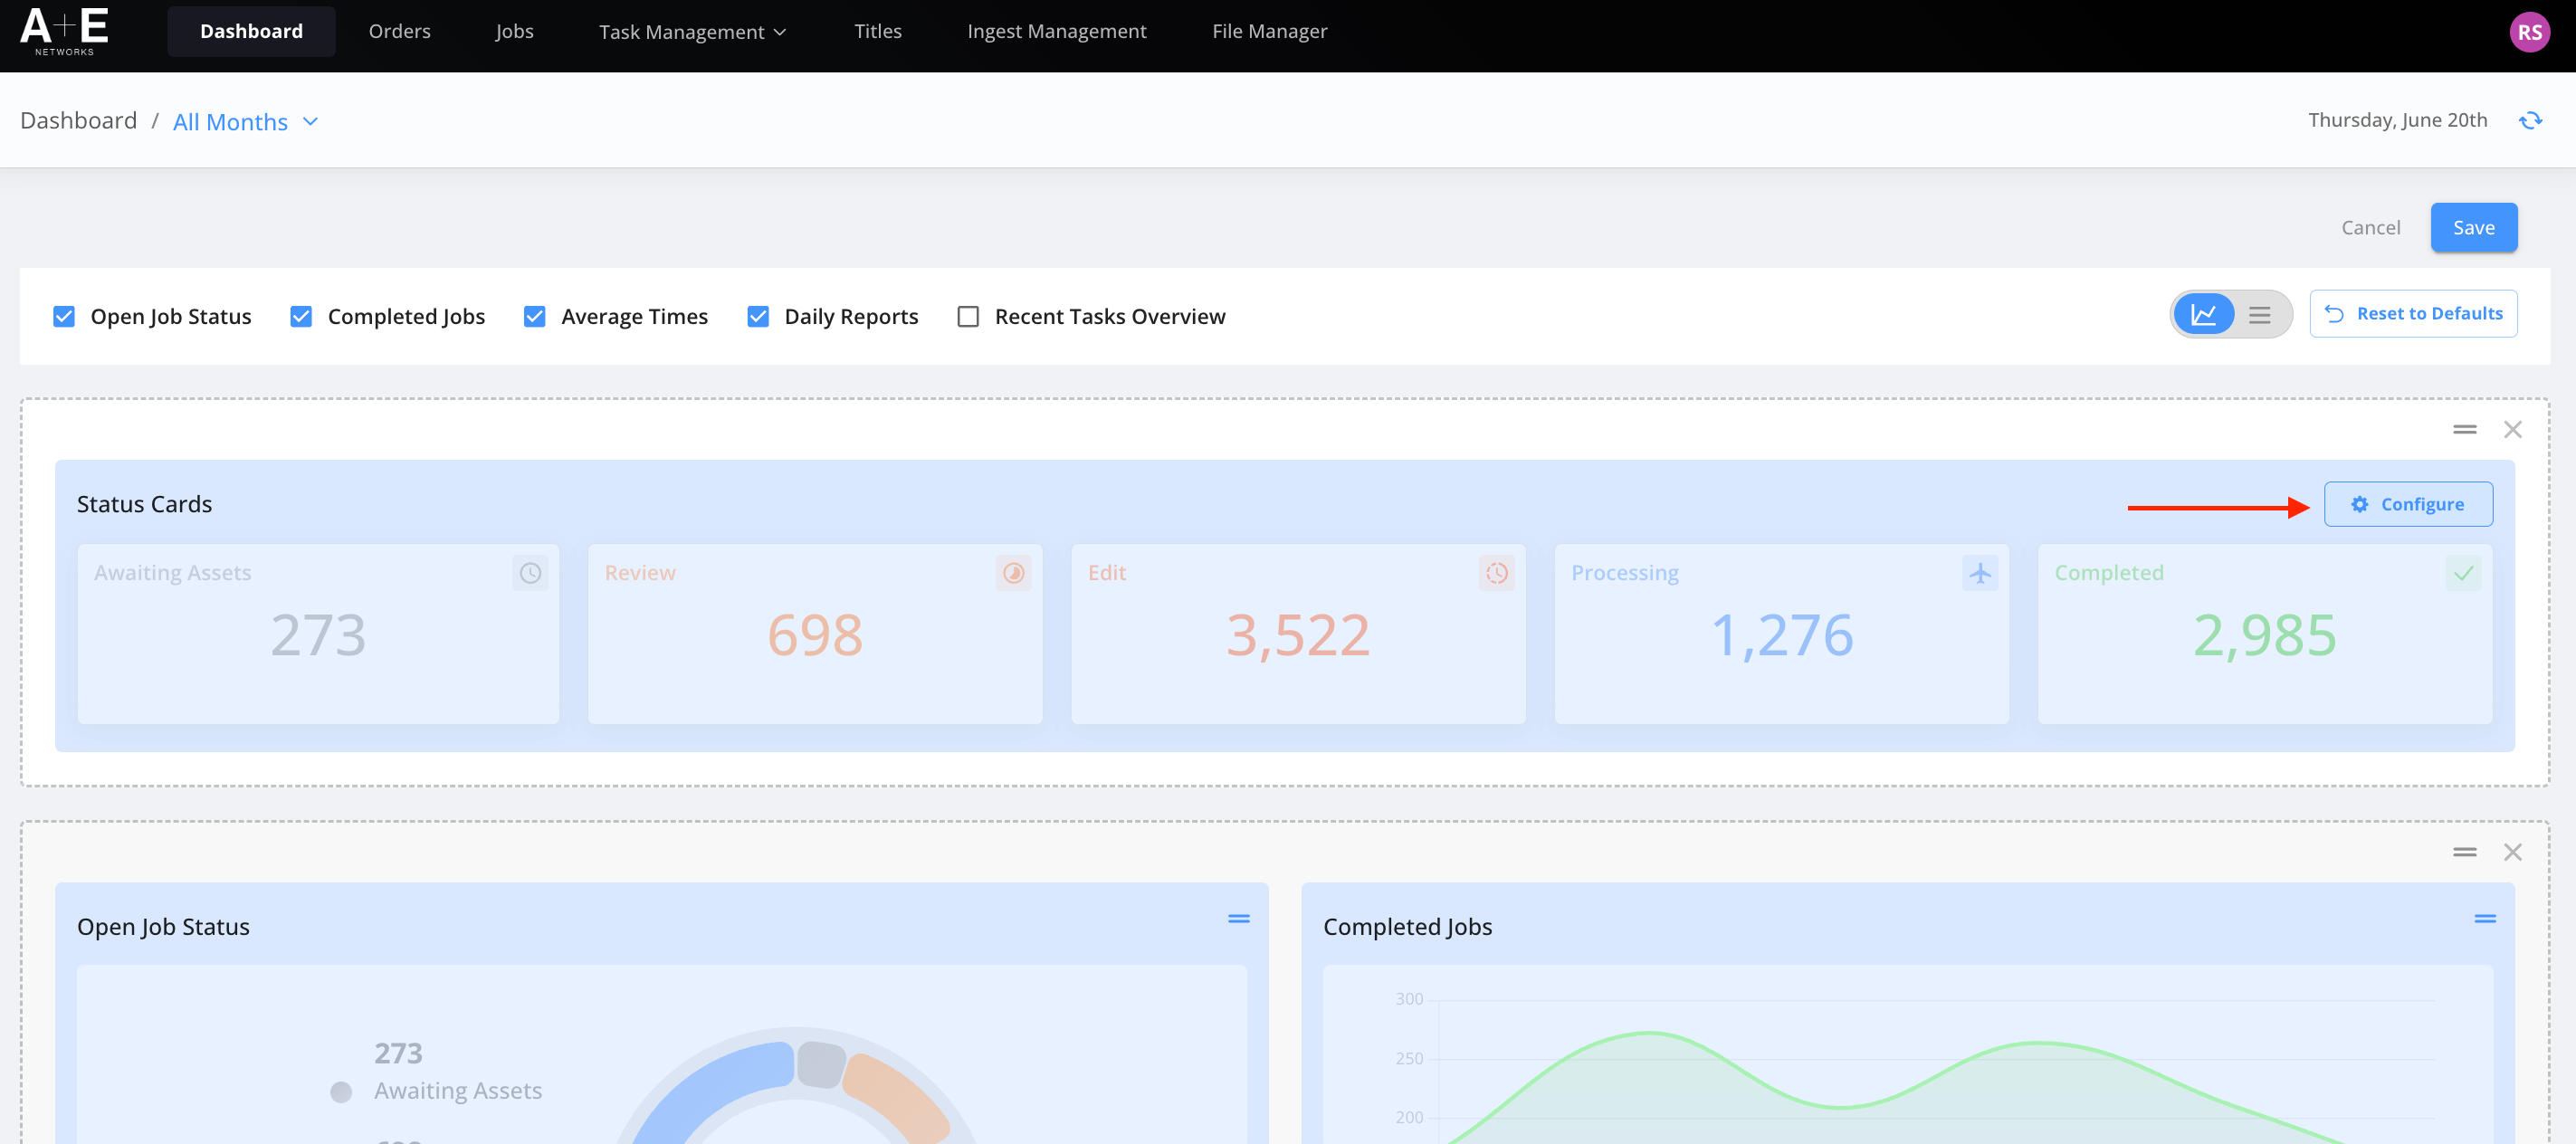 A+E
NETWORKS
Dashboard
Orders
Jobs
Task Management
Titles
Ingest Management
File Manager
RS
Dashboard / All Months
Thursday, June 20th
Cancel
Save
Open Job Status
Completed Jobs
Average Times
Daily Reports
Recent Tasks Overview
Reset to Defaults
Status Cards
Configure
Awaiting Assets
273
Review
698
Edit
3,522
Processing
1,276
Completed
2,985
Open Job Status
273
Awaiting Assets
Completed Jobs
300
250
200